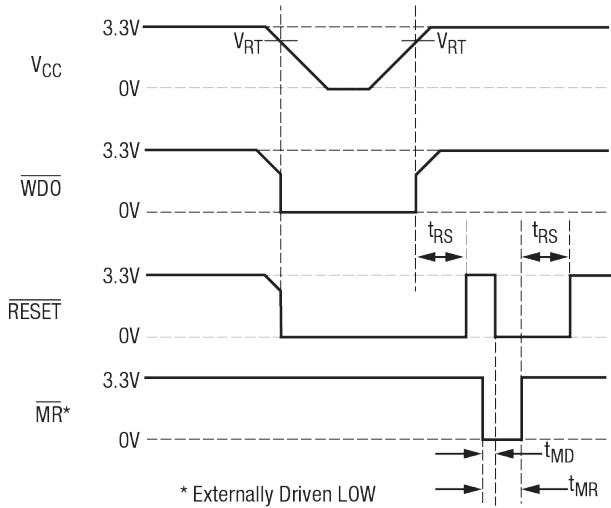 3.3V
VRT
VRT
VCC
0V
3.3V
WDO
0V
tRS
tRS
3.3V
RESET
0V
3.3V
MR*
0V
tMD
tMR
* Externally Driven LOW